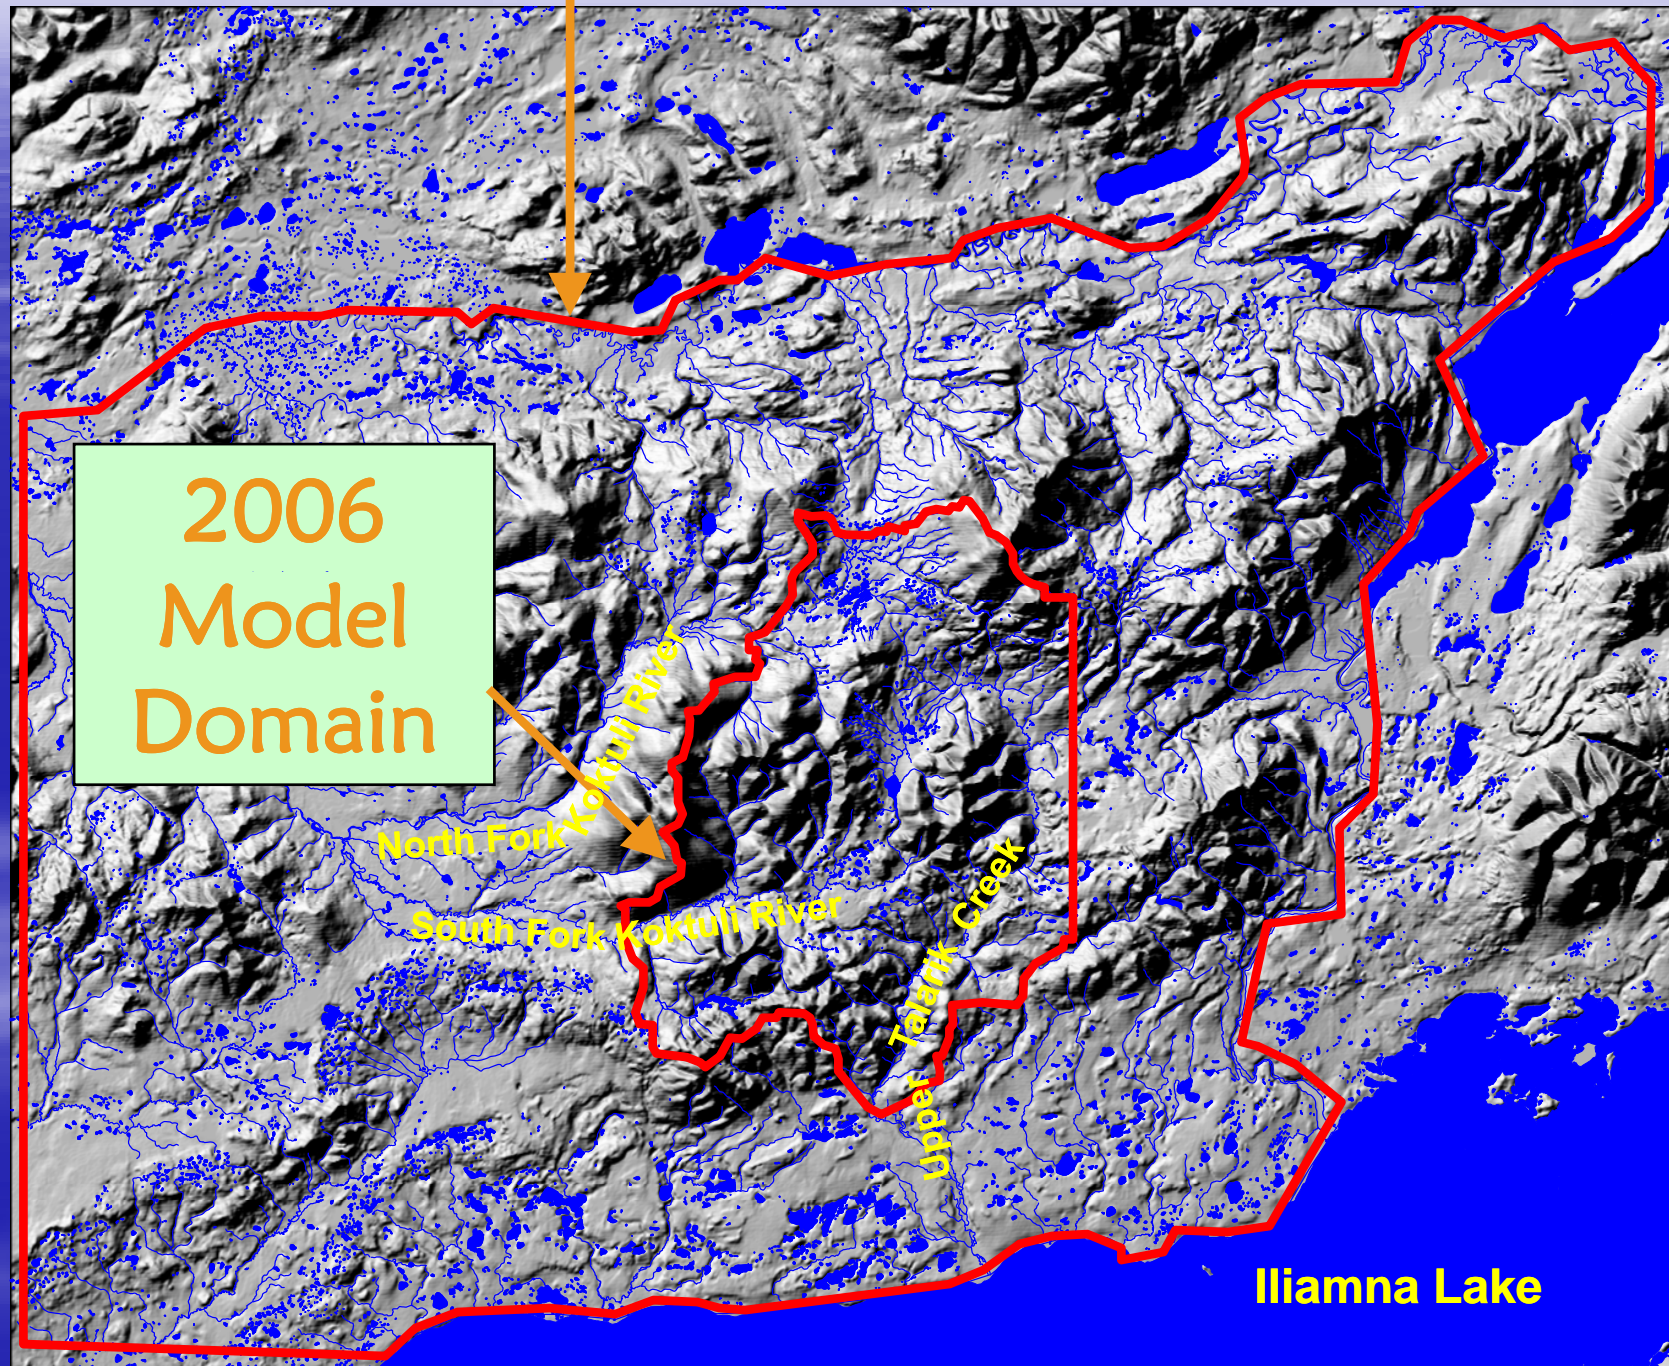 2006
Model
Domain
North Fork Koktuli River
South Fork Koktuli River
Upper Talarik Creek
Iliamna Lake